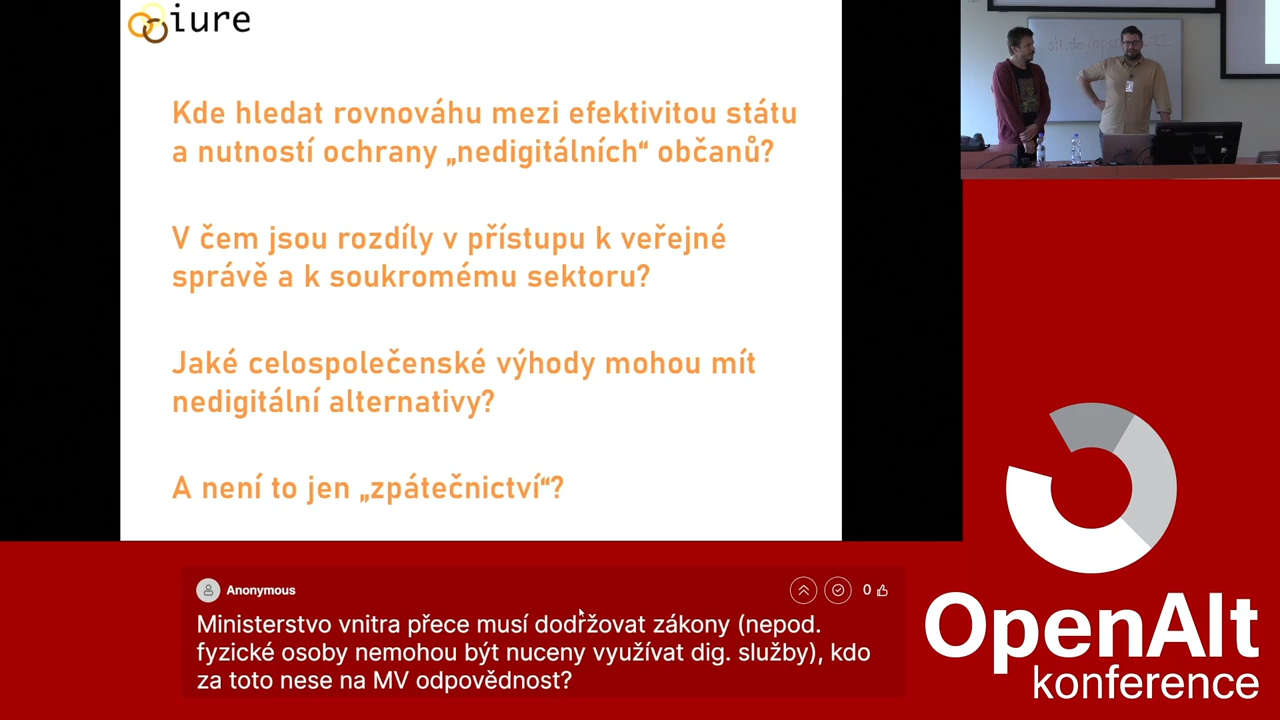 iure
Kde hledat rovnováhu mezi efektivitou státu
a nutností ochrany „nedigitálních“ občanů?
V čem jsou rozdíly v přístupu k veřejné
správě a k soukromému sektoru?
Jaké celospolečenské výhody mohou mít
nedigitální alternativy?
A není to jen „zpátečnictví“?
Anonymous
0
Ministerstvo vnitra přece musí dodržovat zákony (nepod.
fyzické osoby nemohou být nuceny využívat dig. služby), kdo
za toto nese na MV odpovědnost?
OpenAlt
konference